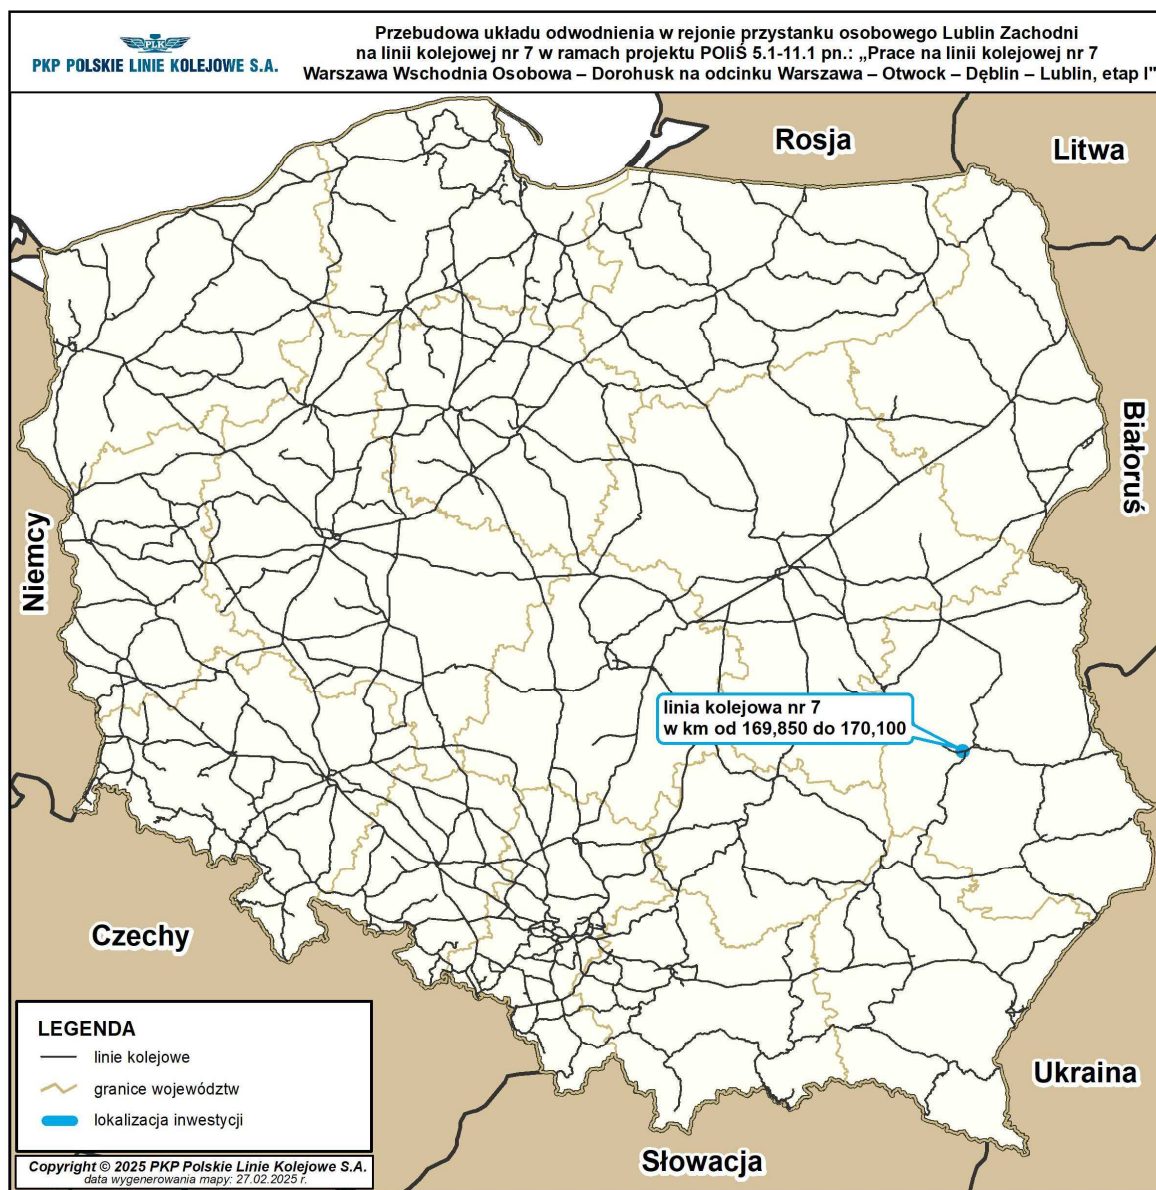 PLK
PKP POLSKIE LINIE KOLEJOWE S.A.
Przebudowa układu odwodnienia w rejonie przystanku osobowego Lublin Zachodni
na linii kolejowej nr 7 w ramach projektu POIiŚ 5.1-11.1 pn.: „Prace na linii kolejowej nr 7
Warszawa Wschodnia Osobowa – Dorohusk na odcinku Warszawa – Otwock – Dęblin – Lublin, etap I"
Rosja
Litwa
Białoruś
Niemcy
linia kolejowa nr 7
w km od 169,850 do 170,100
Czechy
LEGENDA
linie kolejowe
granice województw
lokalizacja inwestycji
Ukraina
Słowacja
Copyright © 2025 PKP Polskie Linie Kolejowe S.A.
data wygenerowania mapy: 27.02.2025 r.